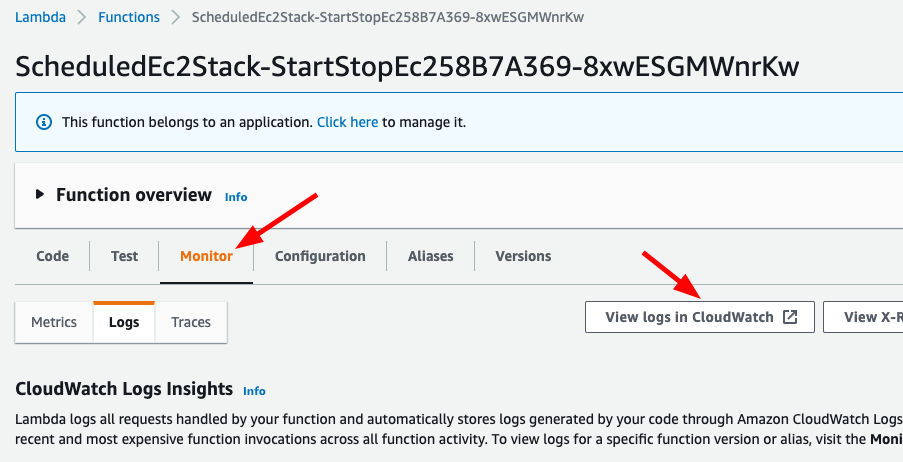 Lambda > Functions > ScheduledEc2Stack-StartStopEc258B7A369-8xwESGMWnrKw
ScheduledEc2Stack-StartStopEc258B7A369-8xwESGMWnrKw
This function belongs to an application. Click here to manage it.
Function overview Info
Code Test Monitor Configuration Aliases Versions
Metrics Logs Traces View logs in CloudWatch View X-R
CloudWatch Logs Insights Info
Lambda logs all requests handled by your function and automatically stores logs generated by your code through Amazon CloudWatch Logs
recent and most expensive function invocations across all function activity. To view logs for a specific function version or alias, visit the Moni